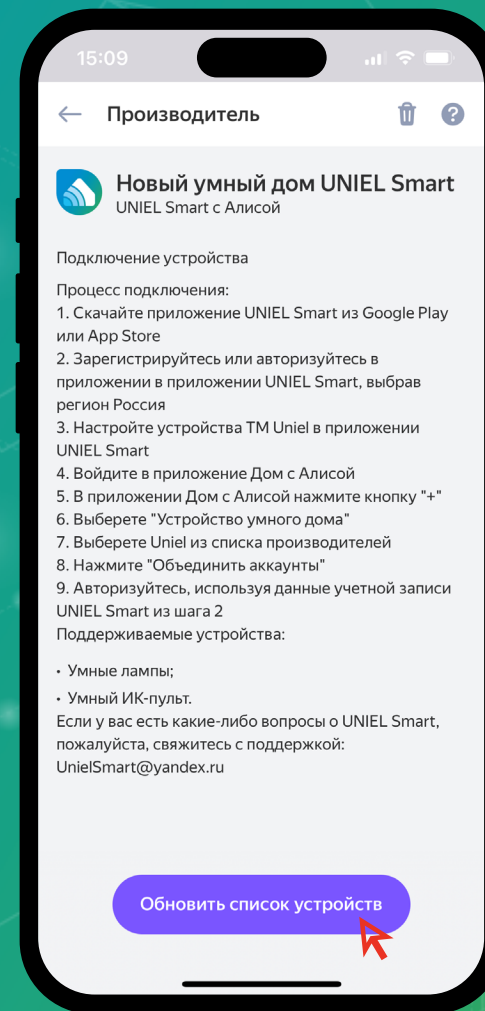 15:09
Производитель
Новый умный дом UNIEL Smart
UNIEL Smart с Алисой
Подключение устройства
Процесс подключения:
1. Скачайте приложение UNIEL Smart из Google Play
или App Store
2. Зарегистрируйтесь или авторизуйтесь в
приложении в приложении UNIEL Smart, выбрав
регион Россия
3. Настройте устройства ТМ Uniel в приложении
UNIEL Smart
4. Войдите в приложение Дом с Алисой
5. В приложении Дом с Алисой нажмите кнопку "+"
6. Выберете "Устройство умного дома"
7. Выберете Uniel из списка производителей
8. Нажмите "Объединить аккаунты"
9. Авторизуйтесь, используя данные учетной записи
UNIEL Smart из шага 2
Поддерживаемые устройства:
• Умные лампы;
• Умный ИК-пульт.
Если у вас есть какие-либо вопросы о UNIEL Smart,
пожалуйста, свяжитесь с поддержкой:
UnielSmart@yandex.ru
Обновить список устройств